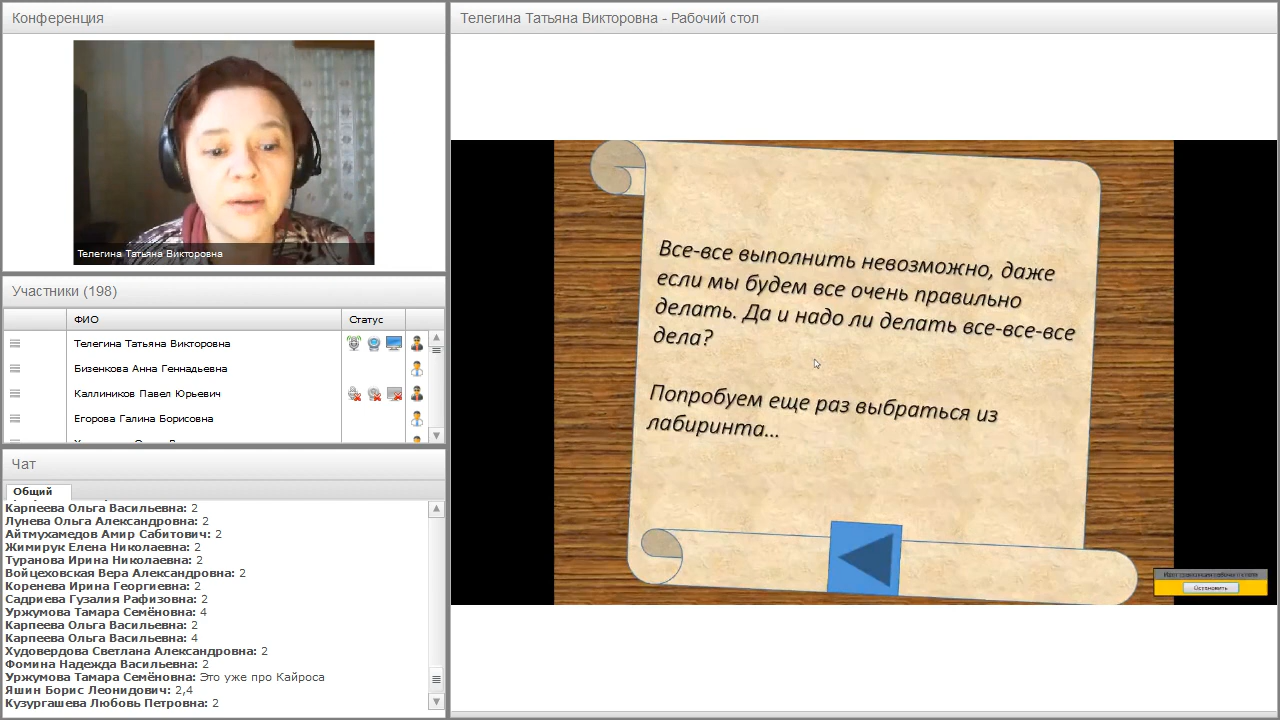 Конференция
Телегина Татьяна Викторовна
Участники (198)
ФИО
Статус
Телегина Татьяна Викторовна
Бизенкова Анна Геннадьевна
Каллиников Павел Юрьевич
Егорова Галина Борисовна
Чат
Общий
Карпеева Ольга Васильевна: 2
Лунева Ольга Александровна: 2
Айтмухамедов Амир Сабитович: 2
Жимирук Елена Николаевна: 2
Туранова Ирина Николаевна: 2
Войцеховская Вера Александровна: 2
Коренева Ирина Георгиевна: 2
Садриева Гузалия Рафизовна: 2
Уржумова Тамара Семёновна: 4
Карпеева Ольга Васильевна: 2
Карпеева Ольга Васильевна: 4
Худовердова Светлана Александровна: 2
Фомина Надежда Васильевна: 2
Уржумова Тамара Семёновна: Это уже про Кайроса
Яшин Борис Леонидович: 2,4
Кузургашева Любовь Петровна: 2
Телегина Татьяна Викторовна - Рабочий стол
Все-все выполнить невозможно, даже
если мы будем все очень правильно
делать. Да и надо ли делать все-все-все
дела?
Попробуем еще раз выбраться из
лабиринта...
Остановить